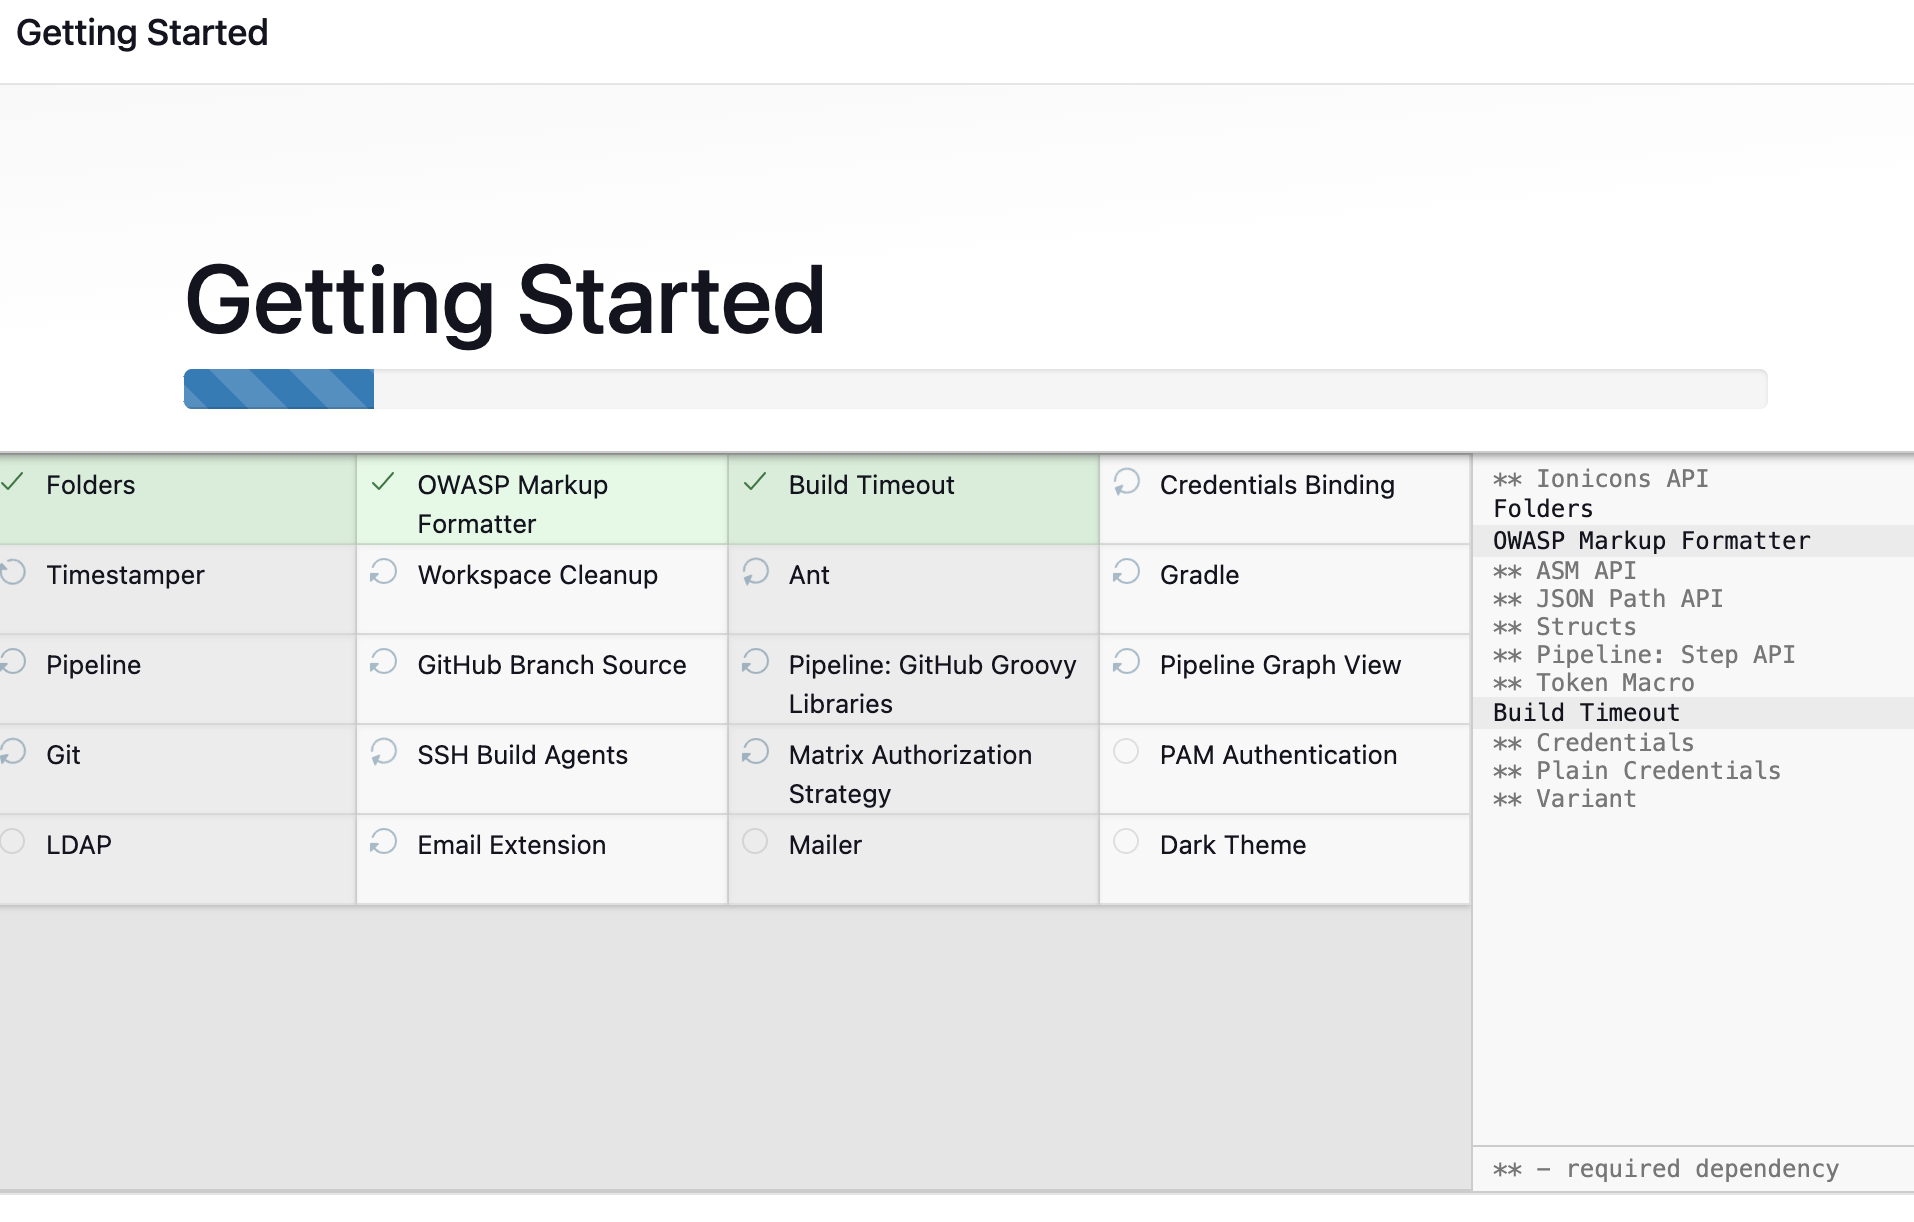 Getting Started
Getting Started
Folders
OWASP Markup
Formatter
Build Timeout
Credentials Binding
Timestamper
Workspace Cleanup
Ant
Gradle
Pipeline
GitHub Branch Source
Pipeline: GitHub Groovy
Libraries
Pipeline Graph View
Git
SSH Build Agents
Matrix Authorization
Strategy
PAM Authentication
LDAP
Email Extension
Mailer
Dark Theme
** Ionicons API
Folders
OWASP Markup Formatter
** ASM API
** JSON Path API
** Structs
** Pipeline: Step API
** Token Macro
Build Timeout
** Credentials
** Plain Credentials
** Variant
** – required dependency